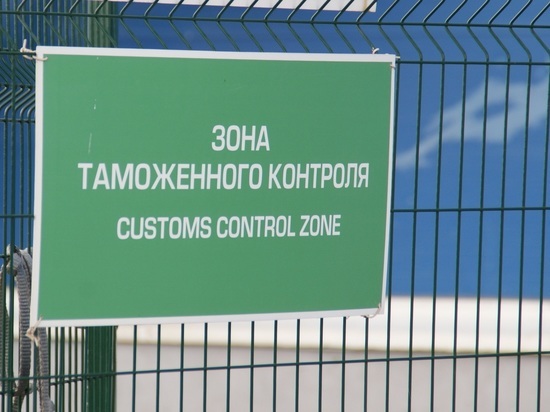 ЗОНА
ТАМОЖЕННОГО КОНТРОЛЯ
CUSTOMS CONTROL ZONE